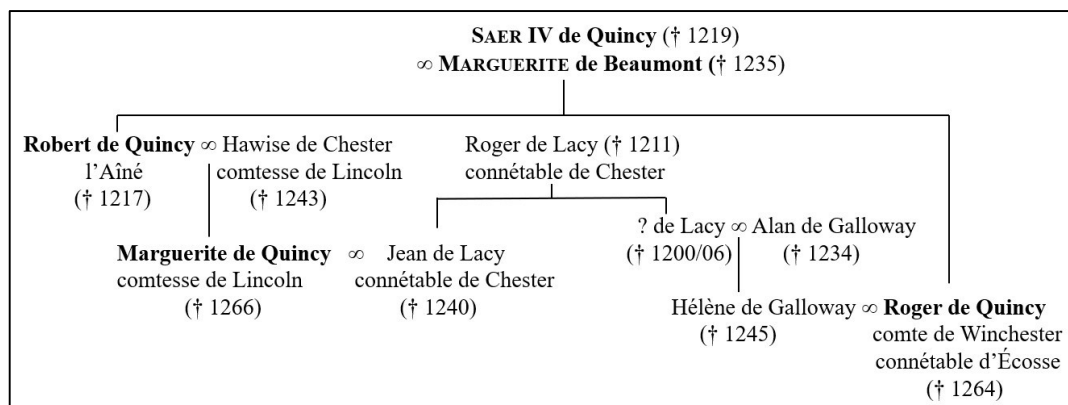 SAER IV de Quincy († 1219)
∞ MARGUERITE de Beaumont († 1235)
Robert de Quincy ∞ Hawise de Chester
l'Aîné comtesse de Lincoln
(† 1217) († 1243)
Roger de Lacy († 1211)
connétable de Chester
? de Lacy ∞ Alan de Galloway
(† 1200/06) († 1234)
Marguerite de Quincy ∞ Jean de Lacy
comtesse de Lincoln connétable de Chester
(† 1266) († 1240)
Hélène de Galloway ∞ Roger de Quincy
(† 1245) comte de Winchester
connétable d'Écosse
(† 1264)